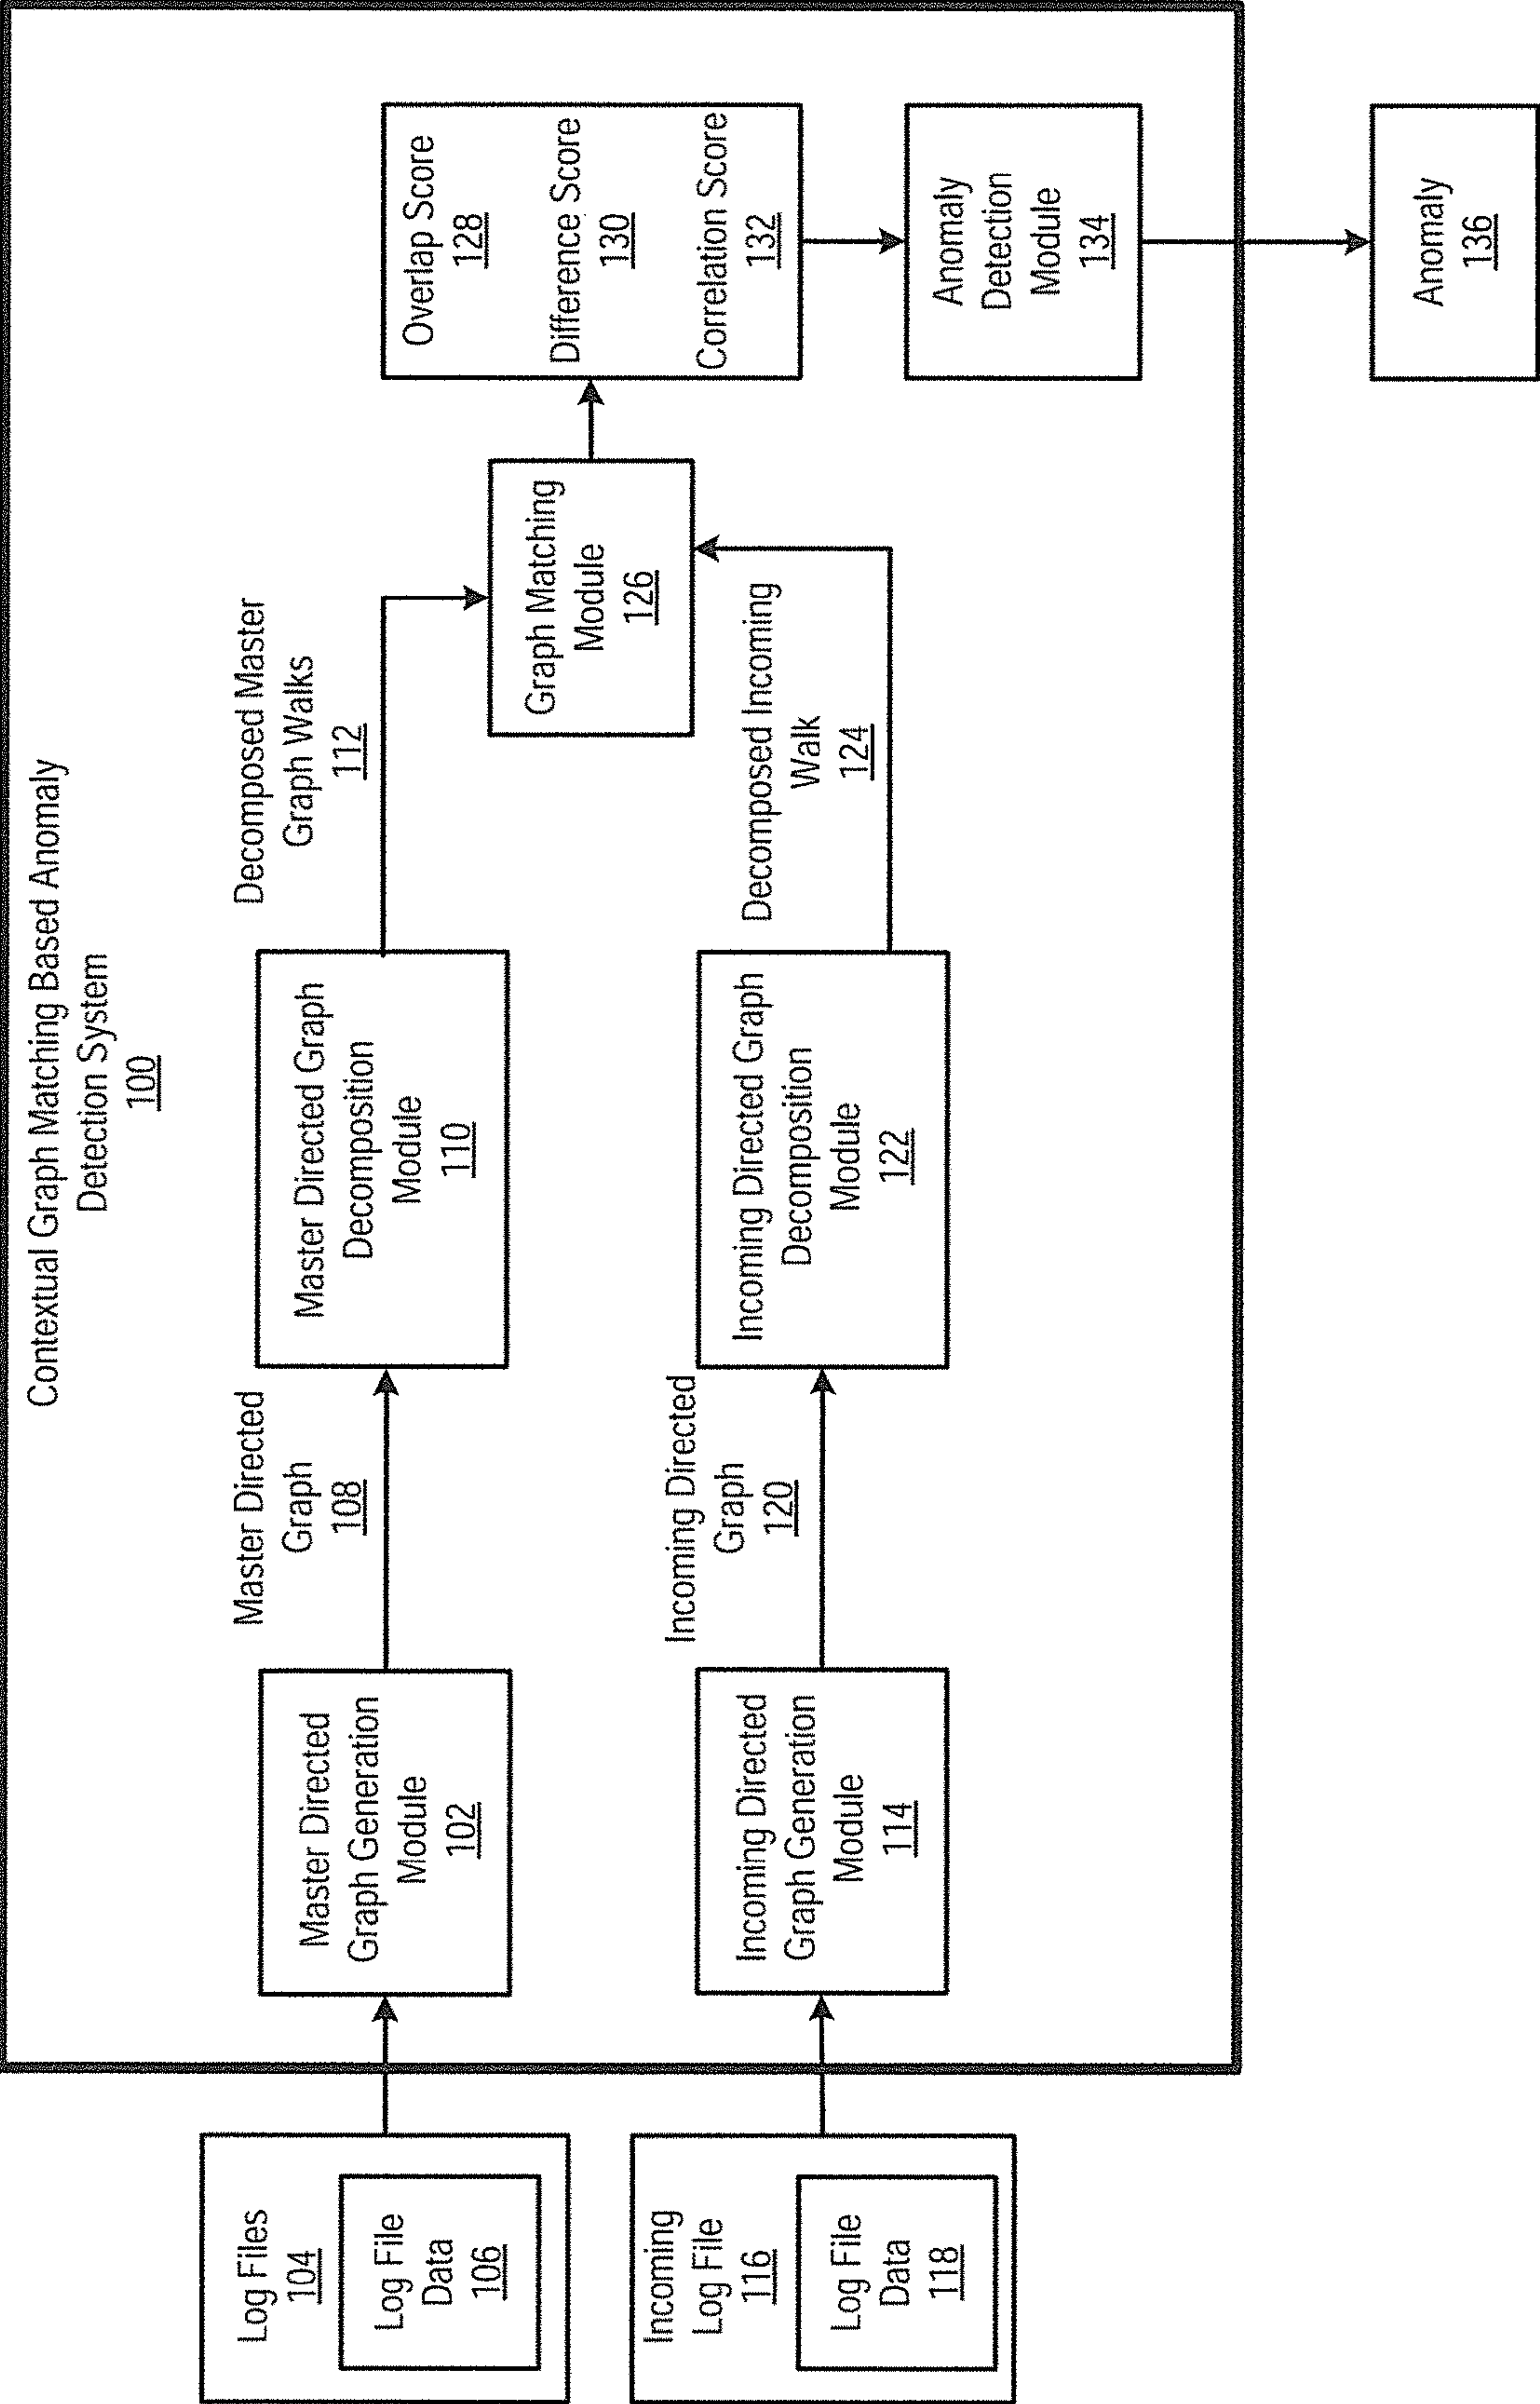 Contextual Graph Matching Based Anomaly
Detection System
100
Log Files
104
Log File
Data
106
Master Directed
Graph Generation
Module
102
Master Directed
Graph
108
Master Directed Graph
Decomposition
Module
110
Decomposed Master
Graph Walks
112
Incoming
Log File
116
Log File
Data
118
Incoming Directed
Graph Generation
Module
114
Incoming Directed
Graph
120
Incoming Directed Graph
Decomposition
Module
122
Decomposed Incoming
Walk
124
Graph Matching
Module
126
Overlap Score
128
Difference Score
130
Correlation Score
132
Anomaly
Detection
Module
134
Anomaly
136